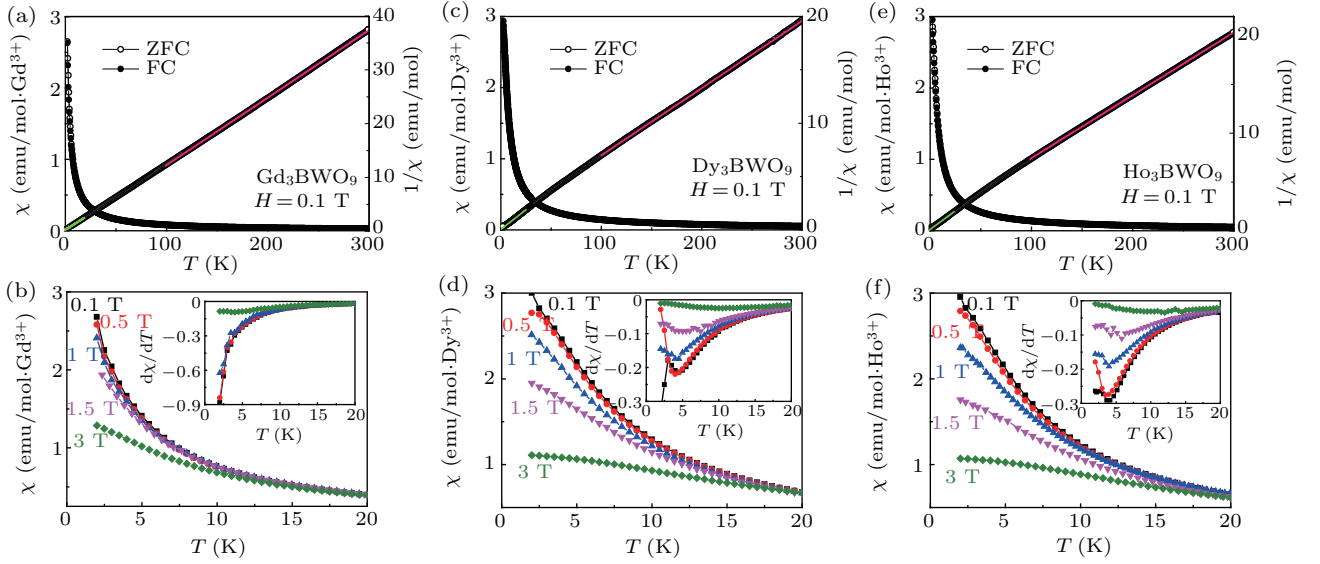 (a)
3
2
1
0
χ (emu/mol·Gd³⁺)
ZFC
FC
Gd₃BWO₉
H = 0.1 T
40
30
20
10
0
1/χ (emu/mol)
0
100
200
300
T (K)
(c)
3
2
1
0
χ (emu/mol·Dy³⁺)
ZFC
FC
Dy₃BWO₉
H = 0.1 T
20
15
10
5
0
1/χ (emu/mol)
0
100
200
300
T (K)
(e)
3
2
1
0
χ (emu/mol·Ho³⁺)
ZFC
FC
Ho₃BWO₉
H = 0.1 T
20
10
0
1/χ (emu/mol)
0
100
200
300
T (K)
(b)
3
2
1
χ (emu/mol·Gd³⁺)
0.1 T
0.5 T
1 T
1.5 T
3 T
0
−0.3
−0.6
−0.9
dχ/dT
0
5
10
15
20
T (K)
0
5
10
15
20
T (K)
(d)
3
2
1
χ (emu/mol·Dy³⁺)
0.1 T
0.5 T
1 T
1.5 T
3 T
0
−0.1
−0.2
−0.3
dχ/dT
0
5
10
15
20
T (K)
0
5
10
15
20
T (K)
(f)
3
2
1
χ (emu/mol·Ho³⁺)
0.1 T
0.5 T
1 T
1.5 T
3 T
0
−0.1
−0.2
−0.3
dχ/dT
0
5
10
15
20
T (K)
0
5
10
15
20
T (K)